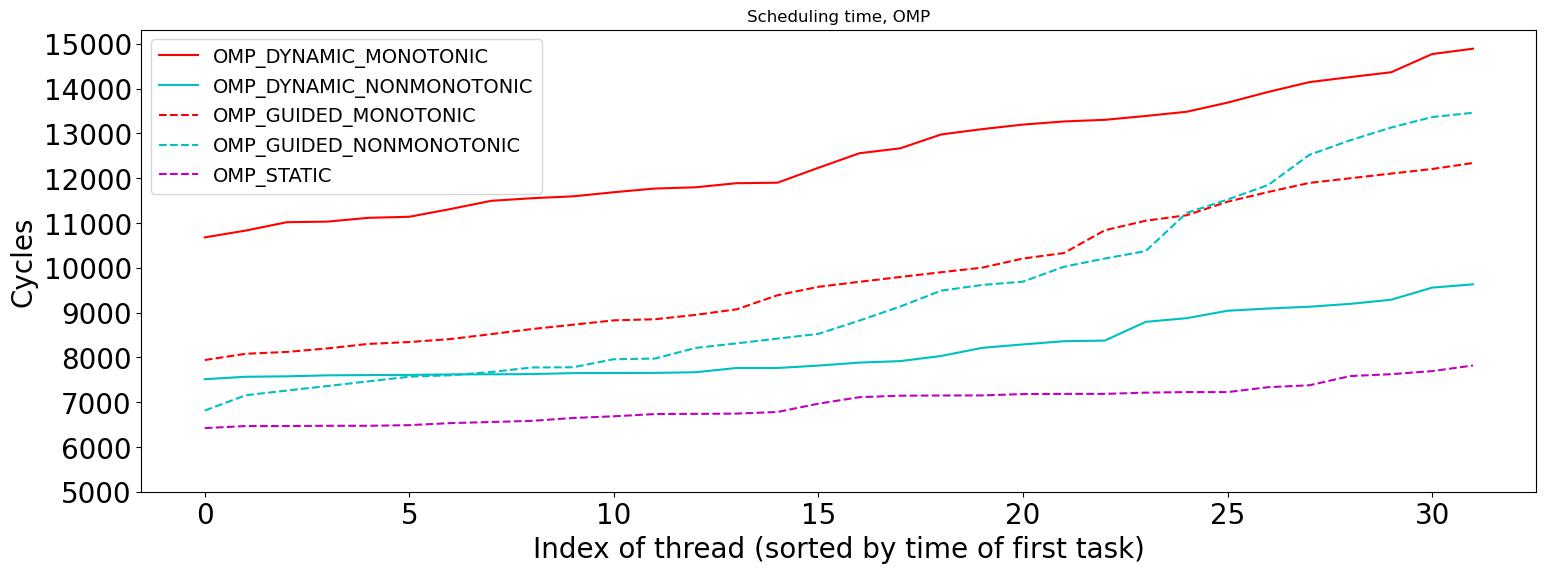 Scheduling time, OMP
15000
14000
13000
12000
11000
10000
9000
8000
7000
6000
5000
Cycles
OMP_DYNAMIC_MONOTONIC
OMP_DYNAMIC_NONMONOTONIC
OMP_GUIDED_MONOTONIC
OMP_GUIDED_NONMONOTONIC
OMP_STATIC
0 5 10 15 20 25 30
Index of thread (sorted by time of first task)